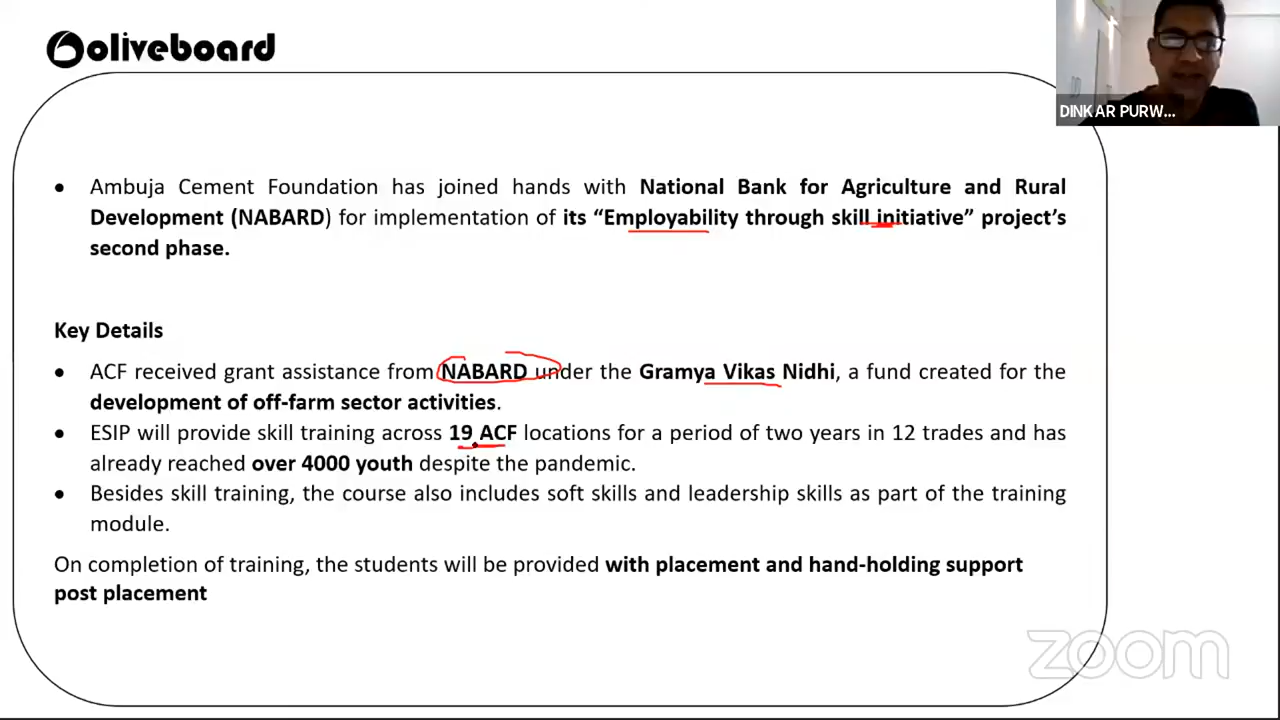 oliveboard
DINKAR PURW...
• Ambuja Cement Foundation has joined hands with National Bank for Agriculture and Rural
Development (NABARD) for implementation of its “Employability through skill initiative” project’s
second phase.
Key Details
• ACF received grant assistance from NABARD under the Gramya Vikas Nidhi, a fund created for the
development of off-farm sector activities.
• ESIP will provide skill training across 19 ACF locations for a period of two years in 12 trades and has
already reached over 4000 youth despite the pandemic.
• Besides skill training, the course also includes soft skills and leadership skills as part of the training
module.
On completion of training, the students will be provided with placement and hand-holding support
post placement
zoom